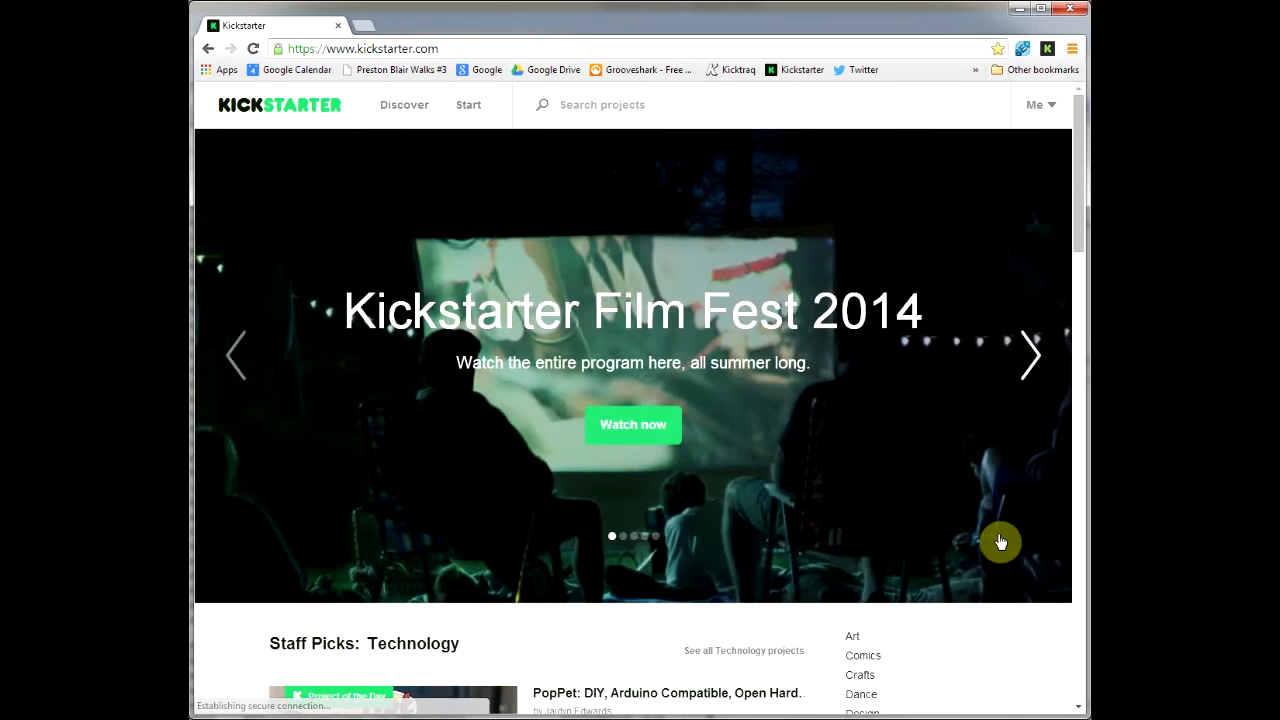 Kickstarter
https://www.kickstarter.com
Apps Google Calendar Preston Blair Walks #3 Google Google Drive Grooveshark - Free ... Kicktraq Kickstarter Twitter » Other bookmarks
KICKSTARTER Discover Start Search projects Me
Kickstarter Film Fest 2014
Watch the entire program here, all summer long.
Watch now
Staff Picks: Technology
See all Technology projects
Art
Comics
Crafts
Dance
Design
Project of the Day
PopPet: DIY, Arduino Compatible, Open Hard...
by Jaidyn Edwards
Establishing secure connection...